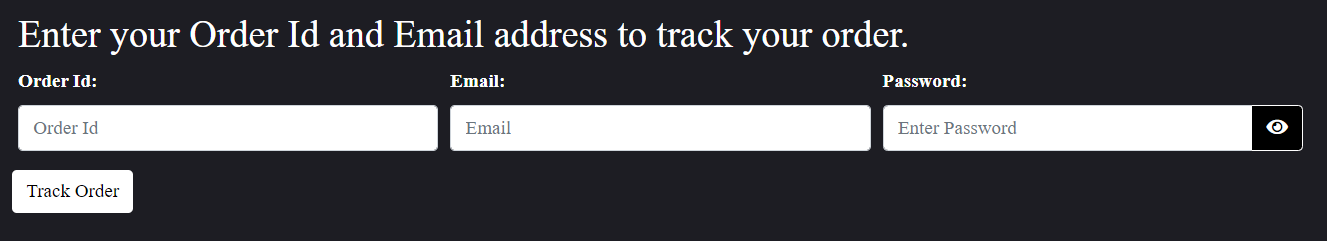 Enter your Order Id and Email address to track your order.
Order Id: Email: Password:
Order Id Email Enter Password
Track Order